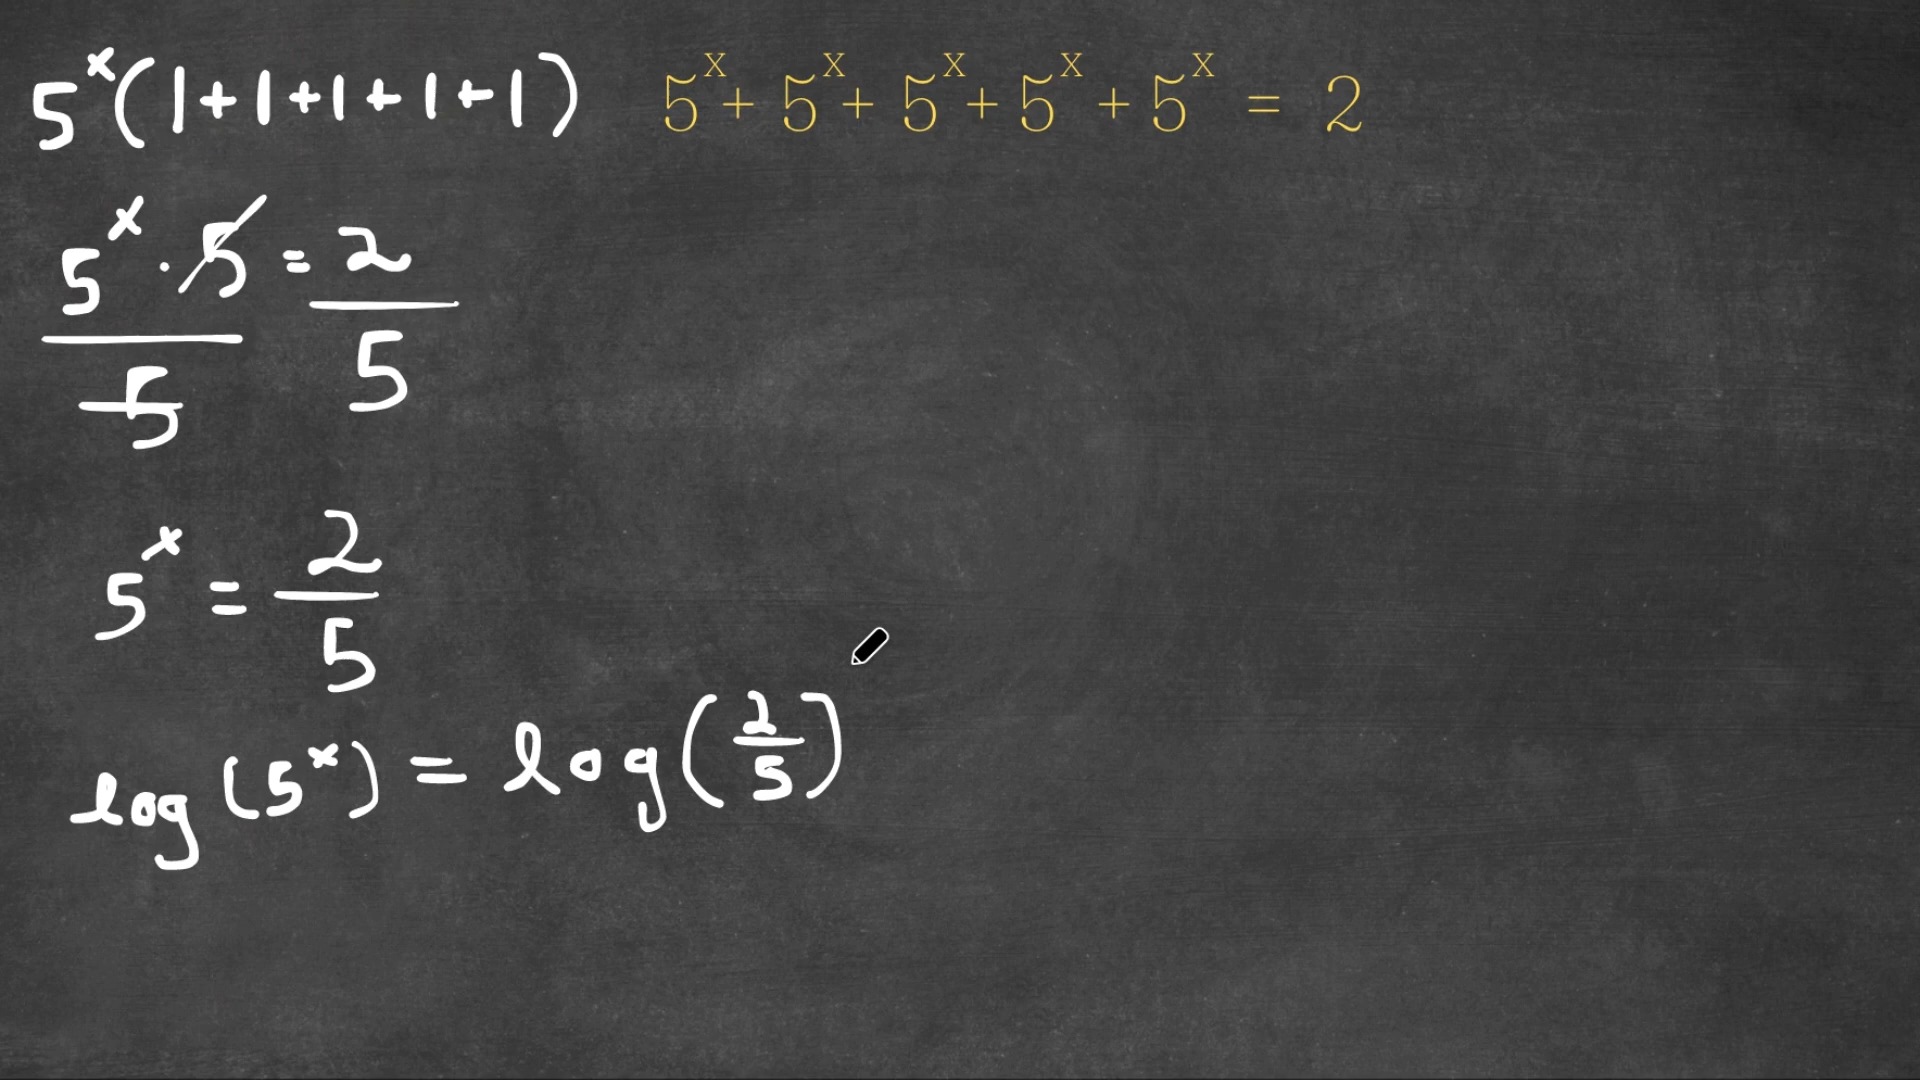 5^x(1+1+1+1+1) 5^x + 5^x + 5^x + 5^x + 5^x = 2
5^x · 5 / 5 = 2 / 5
5^x = 2 / 5
log (5^x) = log (2/5)